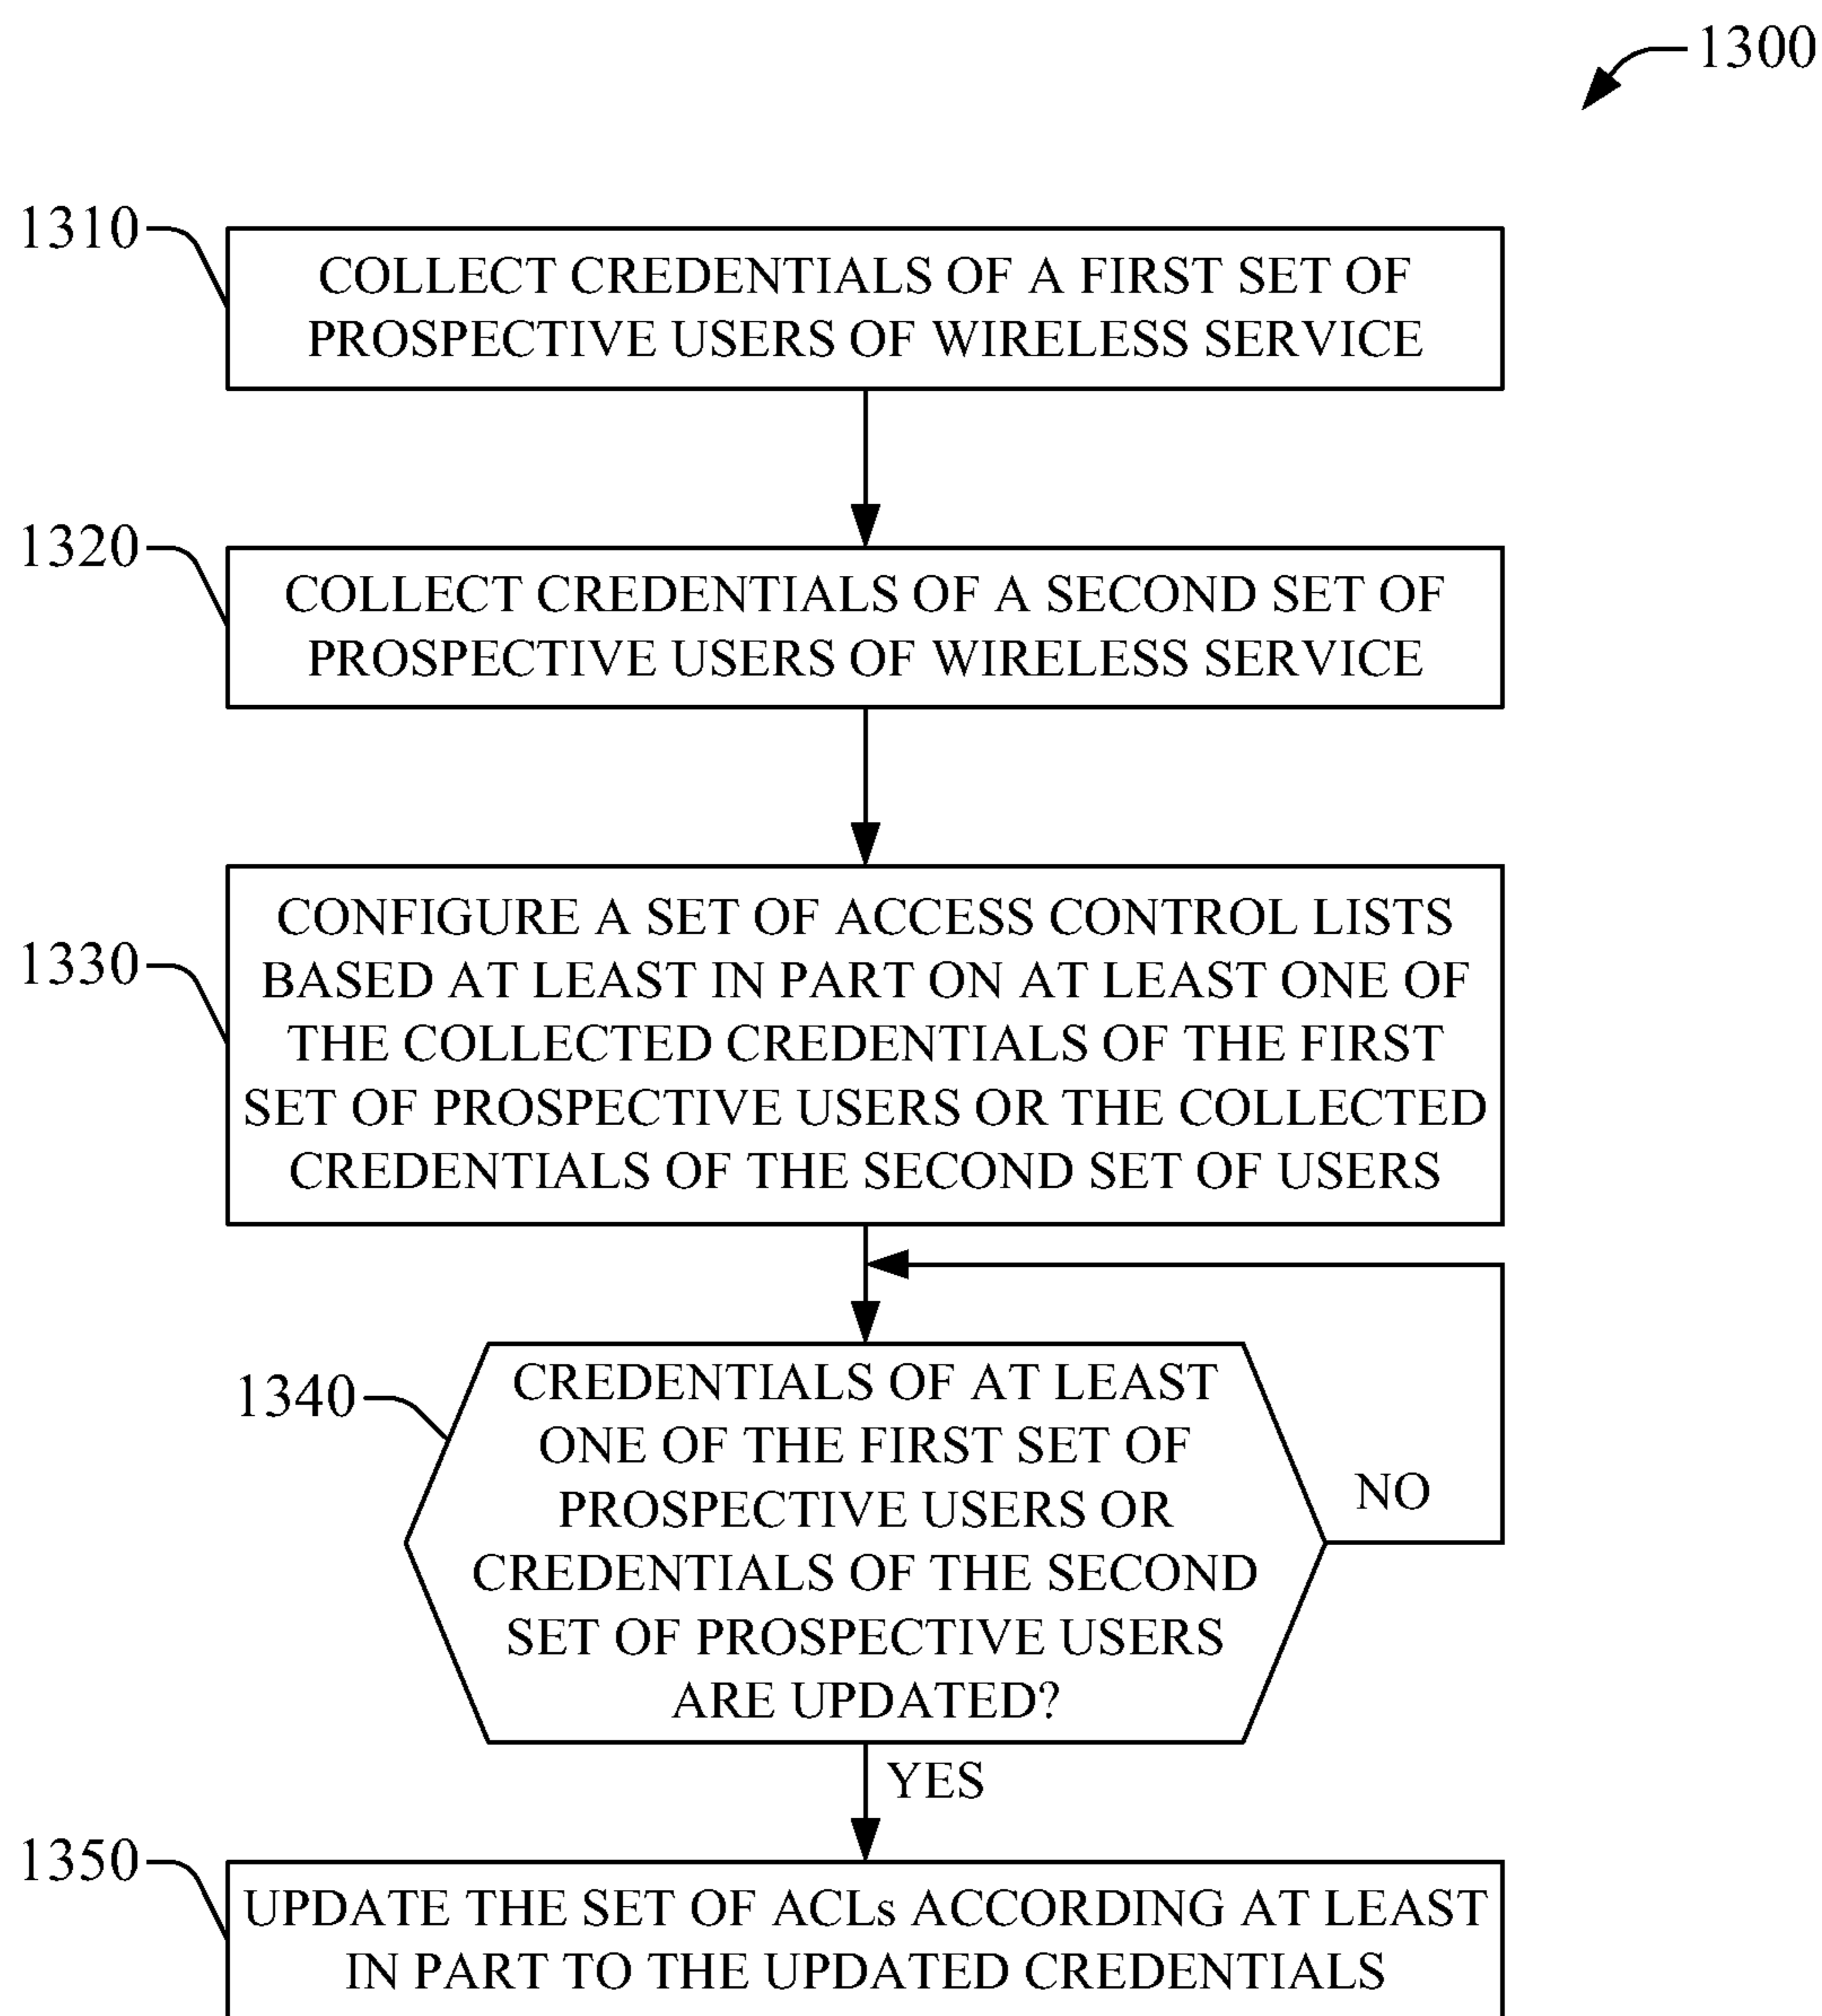 1300
1310
COLLECT CREDENTIALS OF A FIRST SET OF
PROSPECTIVE USERS OF WIRELESS SERVICE
1320
COLLECT CREDENTIALS OF A SECOND SET OF
PROSPECTIVE USERS OF WIRELESS SERVICE
1330
CONFIGURE A SET OF ACCESS CONTROL LISTS
BASED AT LEAST IN PART ON AT LEAST ONE OF
THE COLLECTED CREDENTIALS OF THE FIRST
SET OF PROSPECTIVE USERS OR THE COLLECTED
CREDENTIALS OF THE SECOND SET OF USERS
1340
CREDENTIALS OF AT LEAST
ONE OF THE FIRST SET OF
PROSPECTIVE USERS OR
CREDENTIALS OF THE SECOND
SET OF PROSPECTIVE USERS
ARE UPDATED?
NO
YES
1350
UPDATE THE SET OF ACLs ACCORDING AT LEAST
IN PART TO THE UPDATED CREDENTIALS